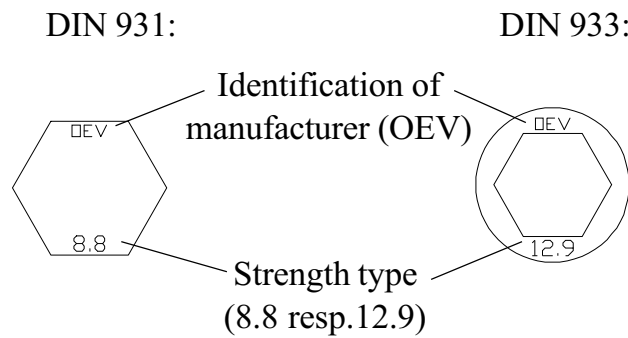 DIN 931:
DIN 933:
Identification of
manufacturer (OEV)
OEV
OEV
8.8
12.9
Strength type
(8.8 resp.12.9)